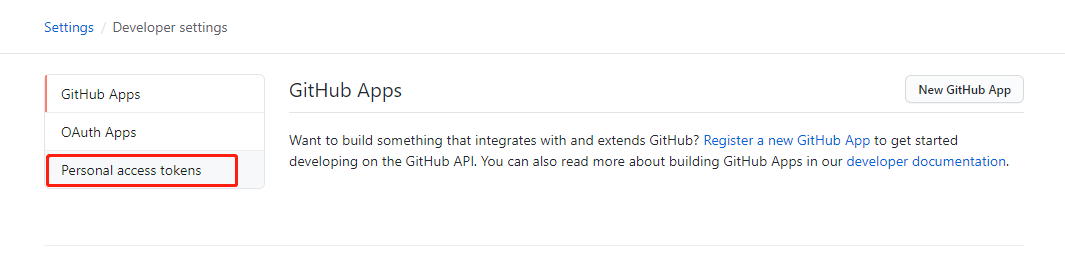 Settings / Developer settings
GitHub Apps
OAuth Apps
Personal access tokens
GitHub Apps
New GitHub App
Want to build something that integrates with and extends GitHub? Register a new GitHub App to get started
developing on the GitHub API. You can also read more about building GitHub Apps in our developer documentation.